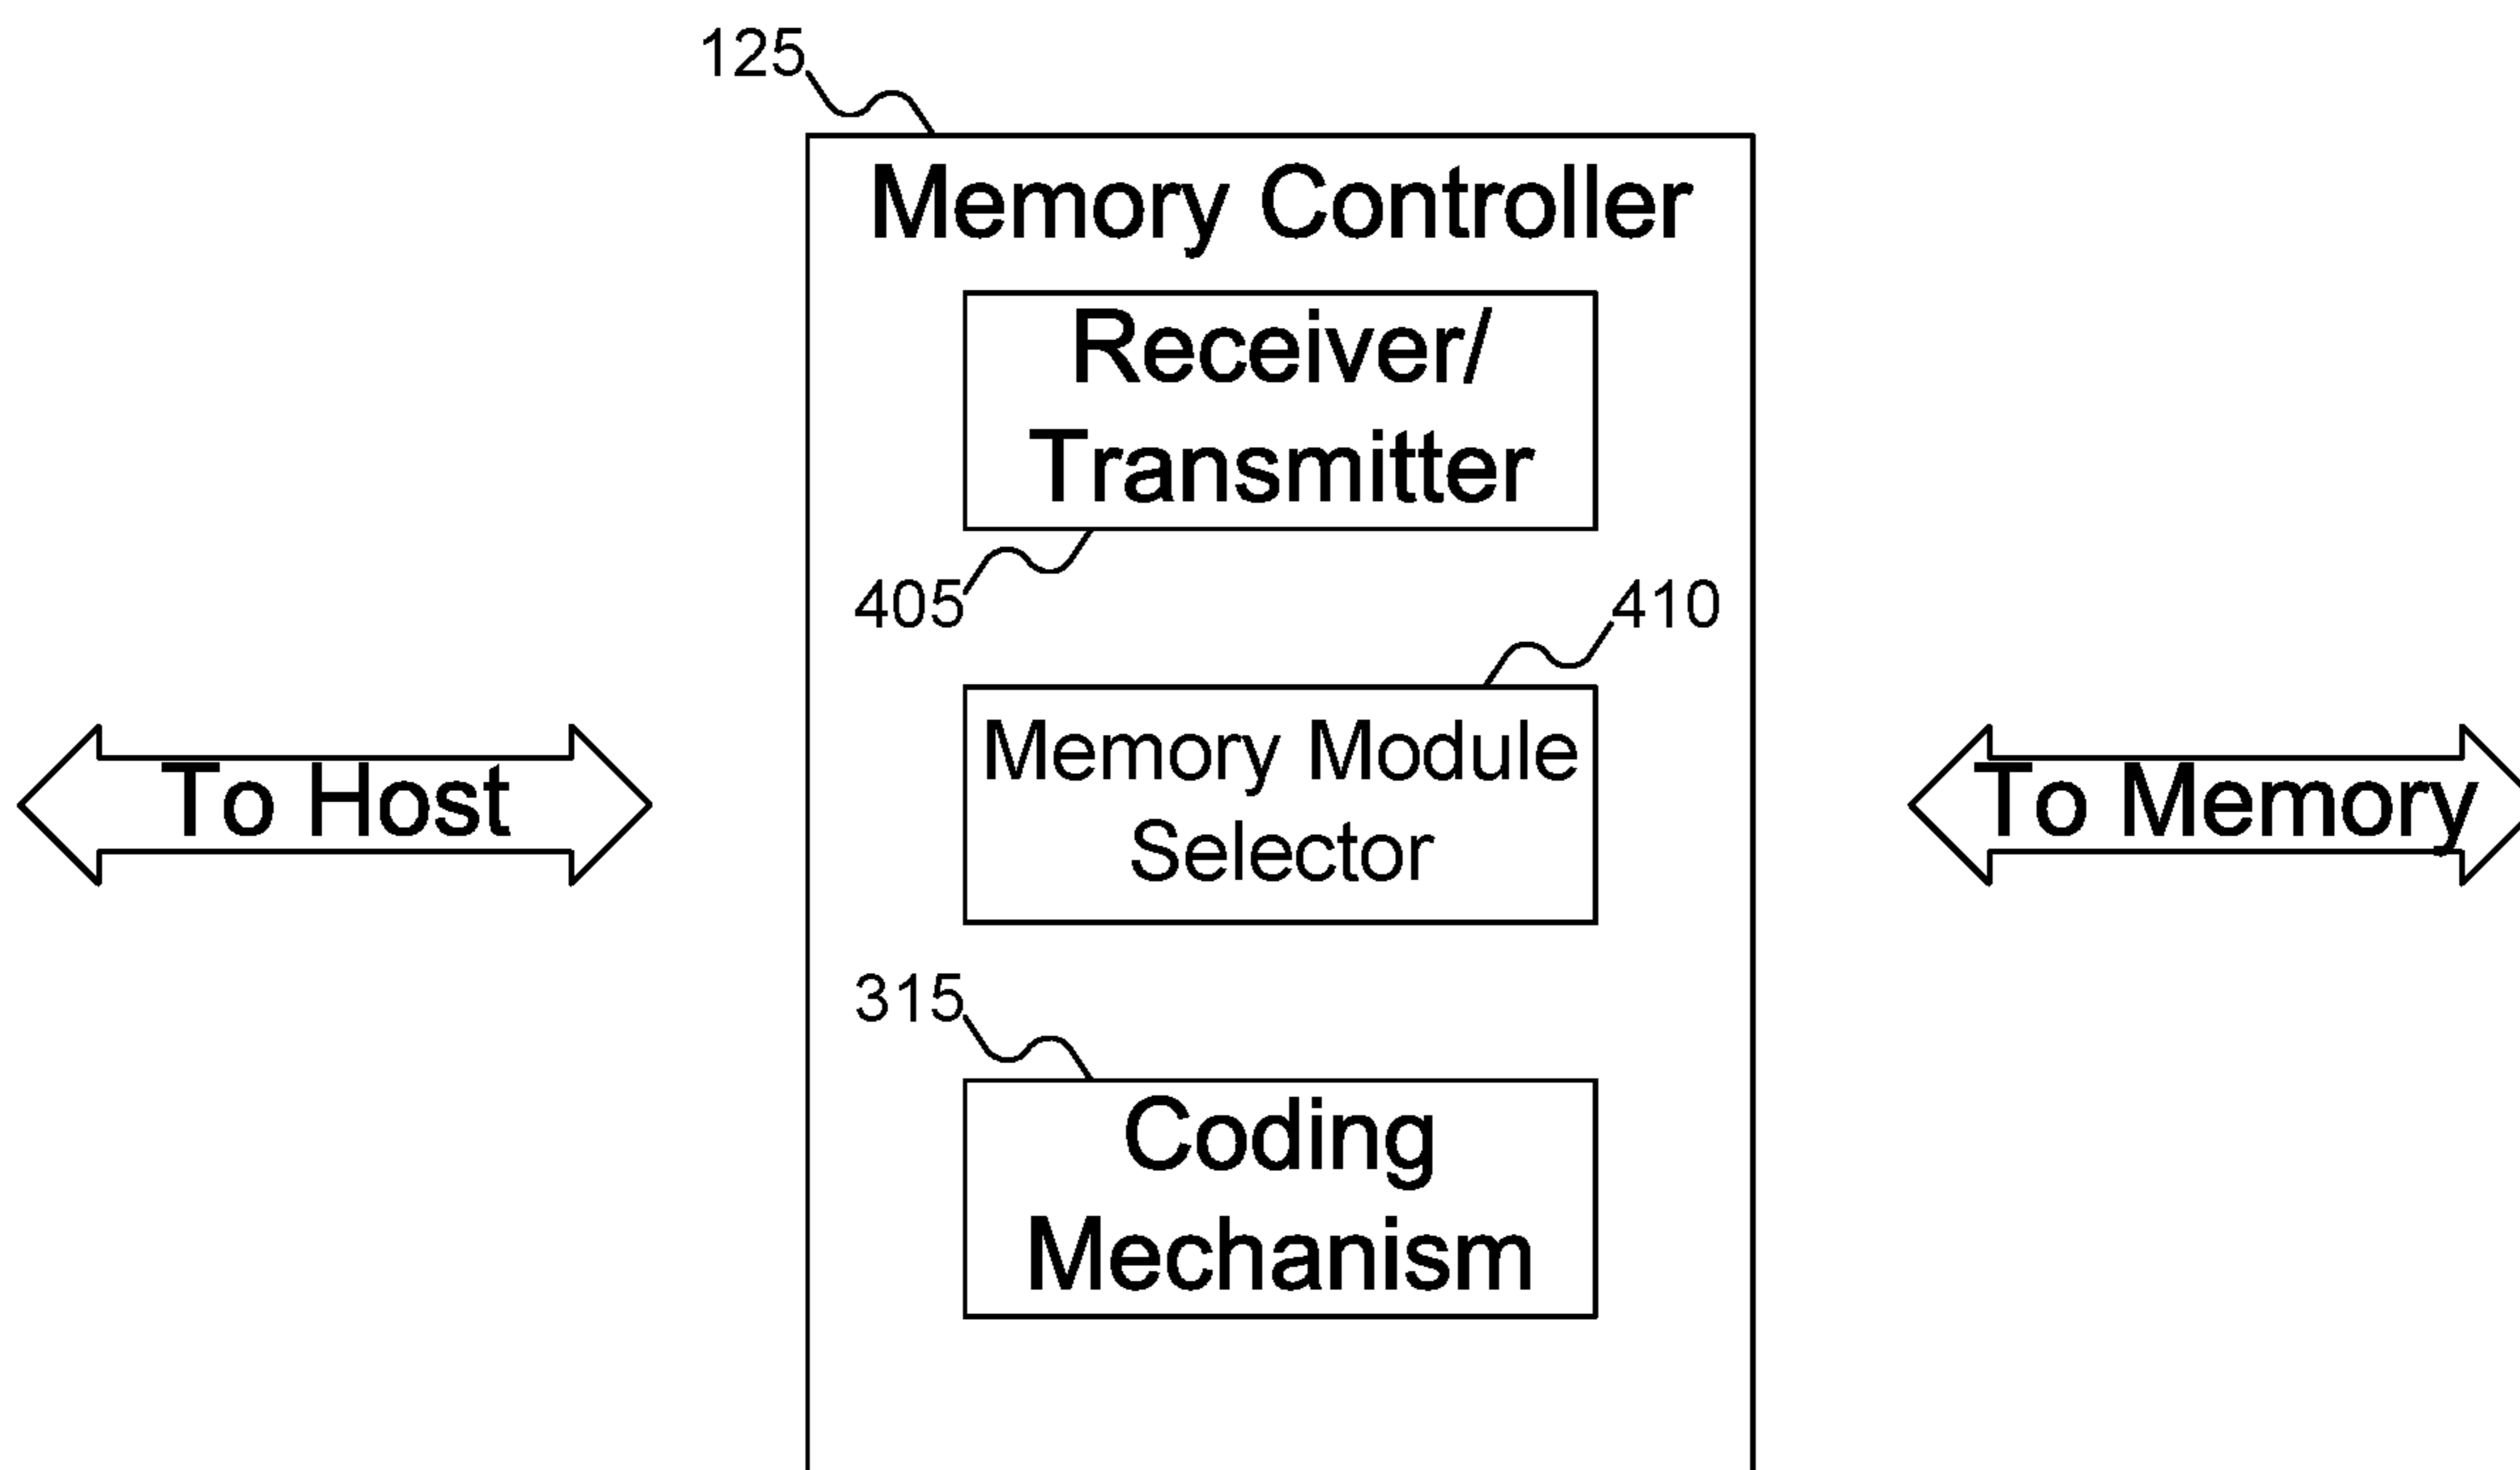 125
Memory Controller
Receiver/
Transmitter
405
410
Memory Module
Selector
To Host
To Memory
315
Coding
Mechanism